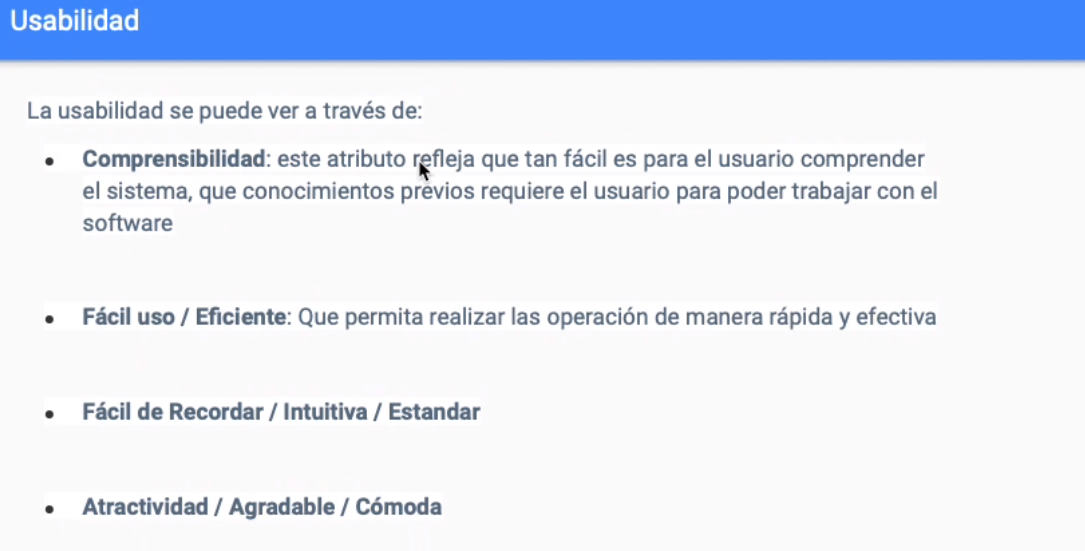 Usabilidad
La usabilidad se puede ver a través de:
• Comprensibilidad: este atributo refleja que tan fácil es para el usuario comprender
el sistema, que conocimientos previos requiere el usuario para poder trabajar con el
software
• Fácil uso / Eficiente: Que permita realizar las operación de manera rápida y efectiva
• Fácil de Recordar / Intuitiva / Estandar
• Atractividad / Agradable / Cómoda